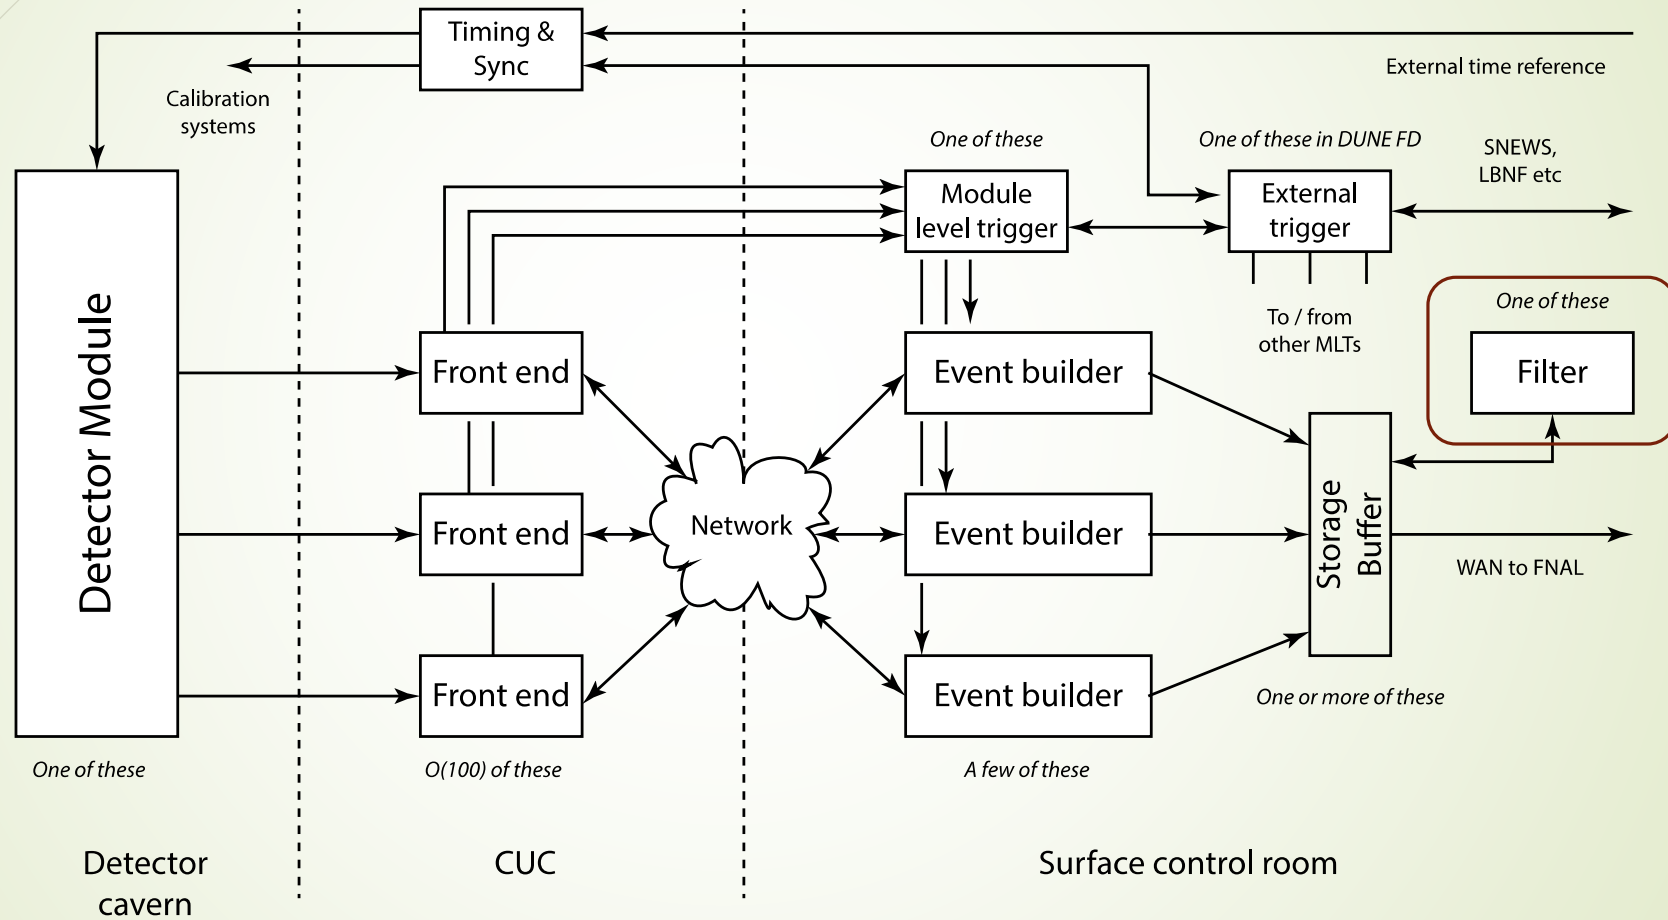 Timing &
Sync
External time reference
Calibration
systems
One of these
One of these in DUNE FD
SNEWS,
LBNF etc
Module
level trigger
External
trigger
One of these
To / from
other MLTs
Detector Module
Front end
Event builder
Filter
Network
Front end
Event builder
Storage
Buffer
WAN to FNAL
Front end
Event builder
One or more of these
One of these
O(100) of these
A few of these
Detector
cavern
CUC
Surface control room